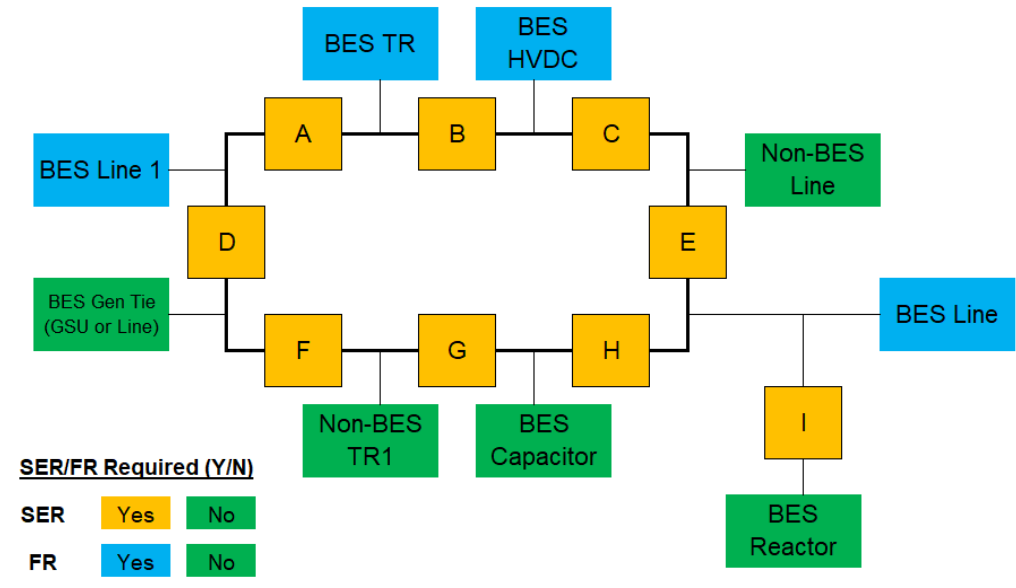 BES TR
BES
HVDC
A
B
C
BES Line 1
Non-BES
Line
D
E
BES Gen Tie
(GSU or Line)
BES Line
F
G
H
I
Non-BES
TR1
BES
Capacitor
BES
Reactor
SER/FR Required (Y/N)
SER Yes No
FR Yes No